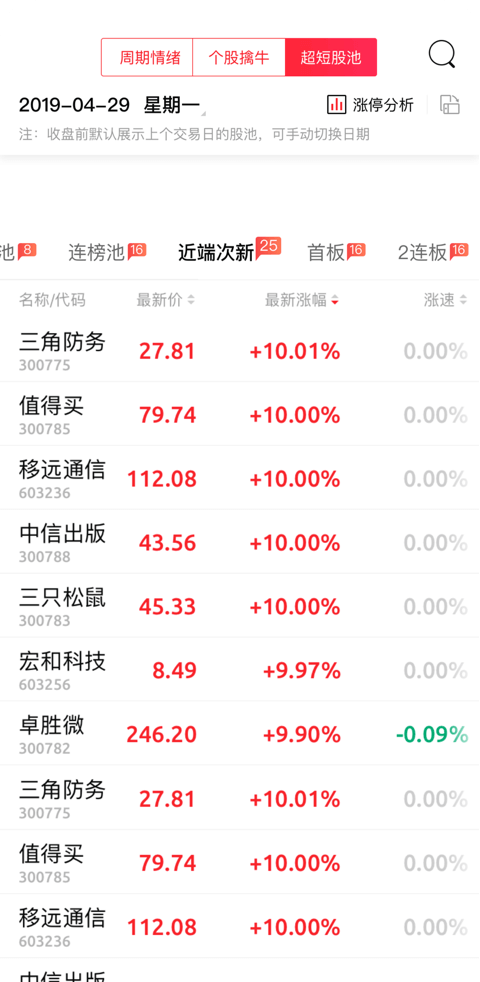 周期情绪 个股擒牛 超短股池
2019-04-29 星期一 涨停分析
注：收盘前默认展示上个交易日的股池，可手动切换日期
池 8 连榜池 16 近端次新 25 首板 16 2连板 16
名称/代码 最新价 最新涨幅 涨速
三角防务 27.81 +10.01% 0.00%
300775
值得买 79.74 +10.00% 0.00%
300785
移远通信 112.08 +10.00% 0.00%
603236
中信出版 43.56 +10.00% 0.00%
300788
三只松鼠 45.33 +10.00% 0.00%
300783
宏和科技 8.49 +9.97% 0.00%
603256
卓胜微 246.20 +9.90% -0.09%
300782
三角防务 27.81 +10.01% 0.00%
300775
值得买 79.74 +10.00% 0.00%
300785
移远通信 112.08 +10.00% 0.00%
603236
中信出版